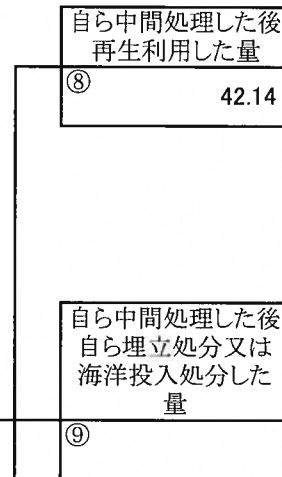 自ら中間処理した後
再生利用した量
⑧
42.14
自ら中間処理した後
自ら埋立処分又は
海洋投入処分した
量
⑨